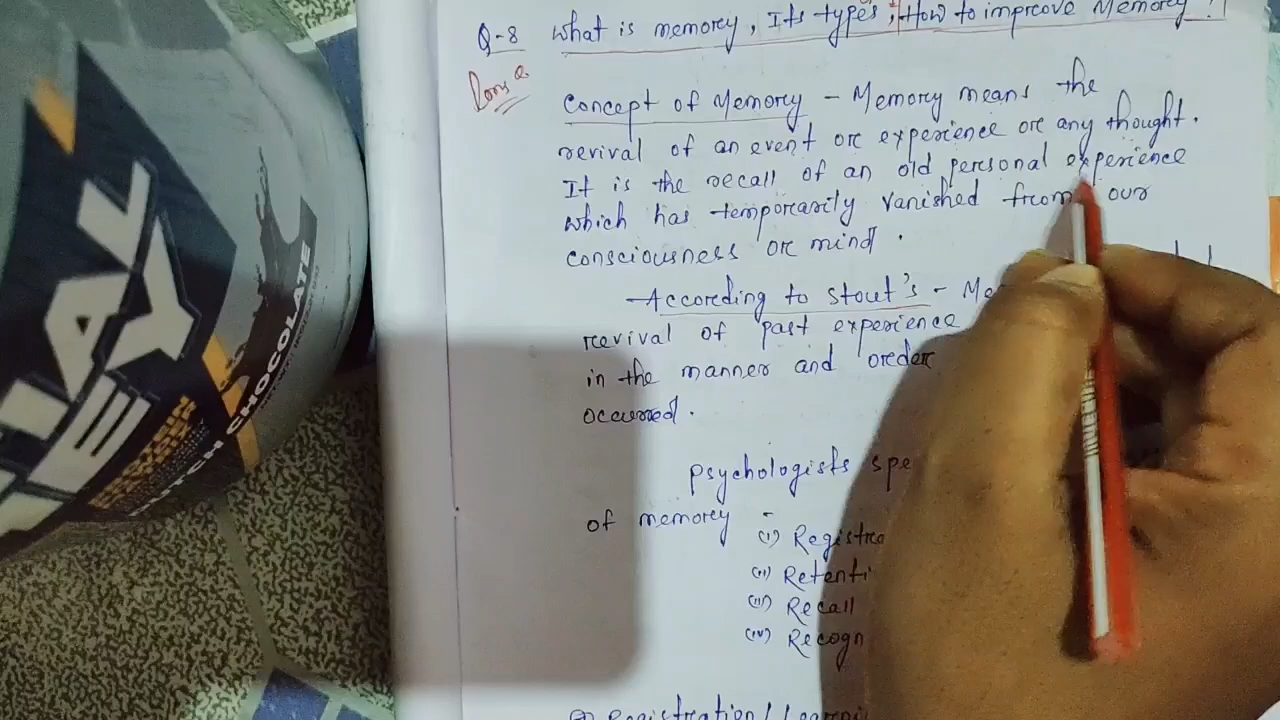 Q-8 What is memory, Its types, How to improve Memory?
Concept of Memory - Memory means the
revival of an event or experience or any thought.
It is the recall of an old personal experience
which has temporarily vanished from our
consciousness or mind.
According to Stout's - Me
revival of past experience
in the manner and order
occurred.
Psychologists spe
of memory -
(i) Registra
(ii) Retenti
(iii) Recall
(iv) Recogn
Registration / Learni
CHOCOLATE